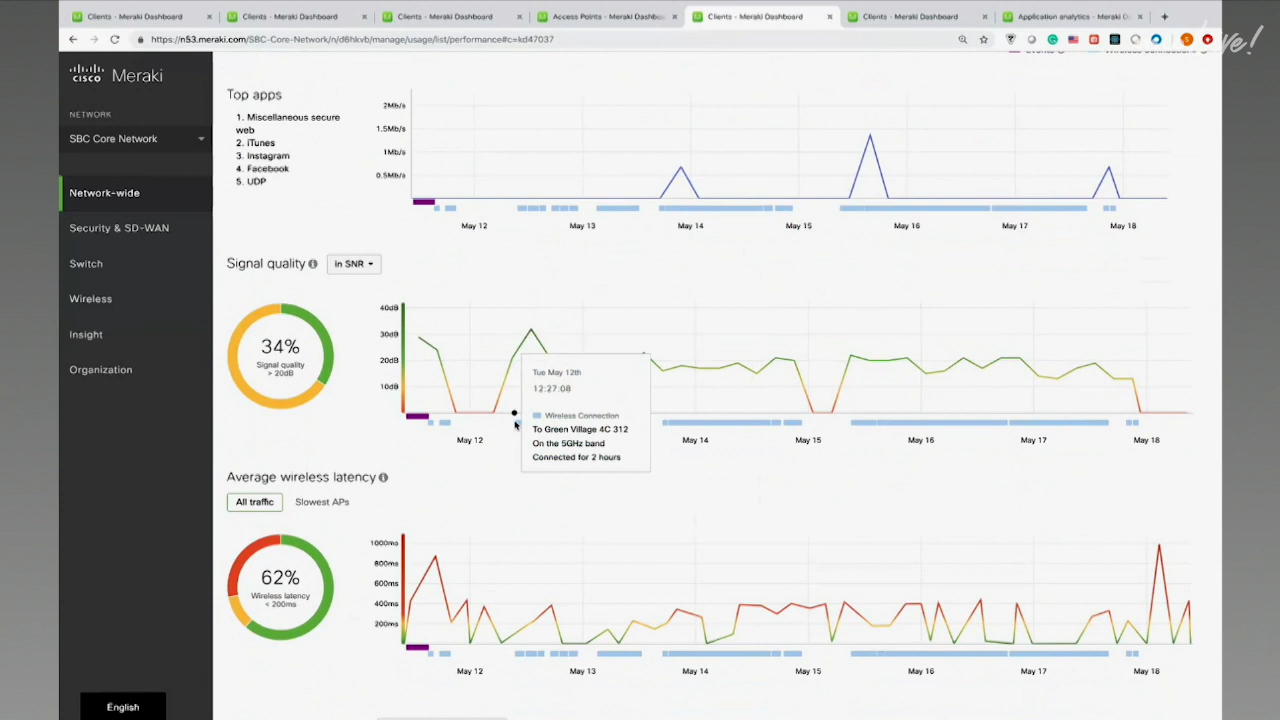 Clients - Meraki Dashboard
Clients - Meraki Dashboard
Clients - Meraki Dashboard
Access Points - Meraki Dashboa
Clients - Meraki Dashboard
Clients - Meraki Dashboard
Application analytics - Meraki D
https://n53.meraki.com/SBC-Core-Network/n/d6hkvb/manage/usage/list/performance#c=kd47037
ve!
CISCO Meraki
NETWORK
SBC Core Network
Network-wide
Security & SD-WAN
Switch
Wireless
Insight
Organization
English
Top apps
1. Miscellaneous secure
web
2. iTunes
3. Instagram
4. Facebook
5. UDP
2Mb/s
1.5Mb/s
1Mb/s
0.5Mb/s
May 12 May 13 May 14 May 15 May 16 May 17 May 18
Signal quality
in SNR
34%
Signal quality
> 20dB
40dB
30dB
20dB
10dB
Tue May 12th
12:27:08
Wireless Connection
To Green Village 4C 312
On the 5GHz band
Connected for 2 hours
May 12 May 14 May 15 May 16 May 17 May 18
Average wireless latency
All traffic Slowest APs
62%
Wireless latency
< 200ms
1000ms
800ms
600ms
400ms
200ms
May 12 May 13 May 14 May 15 May 16 May 17 May 18